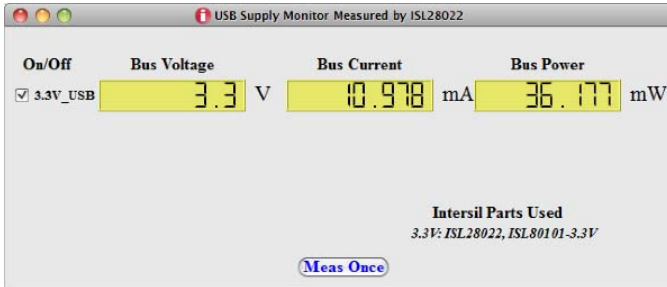 USB Supply Monitor Measured by ISL28022
On/Off Bus Voltage Bus Current Bus Power
3.3V_USB 3.3 V 10.978 mA 36.177 mW
Intersil Parts Used
3.3V: ISL28022, ISL80101-3.3V
Meas Once